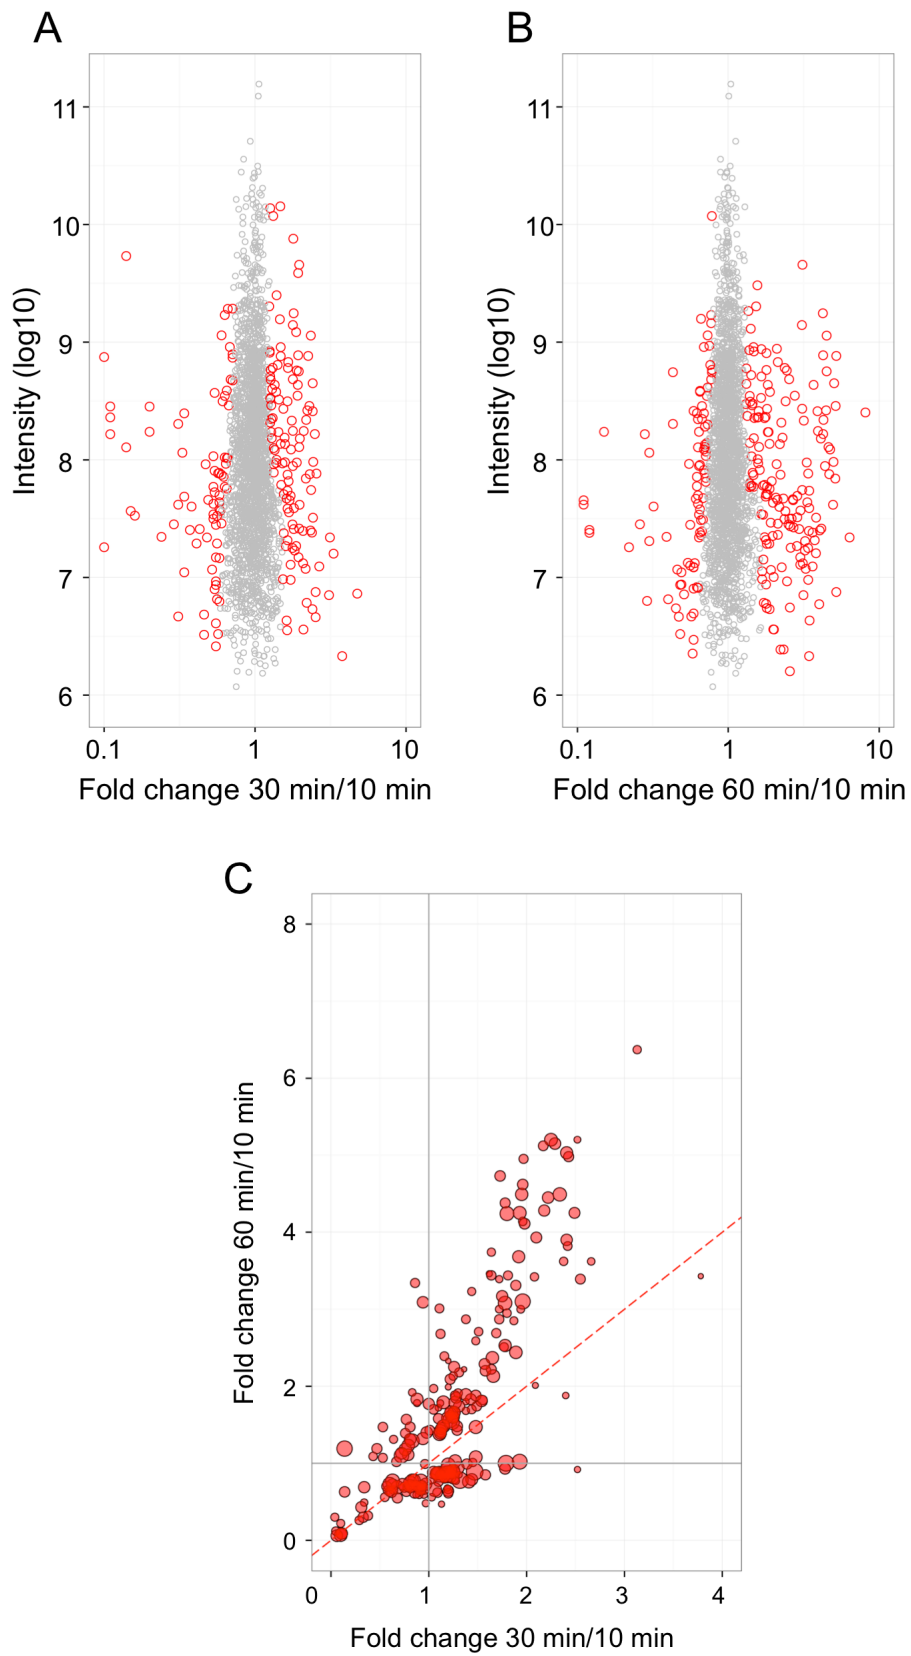 A B
11 11
10 10
9 9
8 8
7 7
6 6
Intensity (log10) Intensity (log10)
0.1 1 10 0.1 1 10
Fold change 30 min/10 min Fold change 60 min/10 min
C
8
6
4
2
0
Fold change 60 min/10 min
0 1 2 3 4
Fold change 30 min/10 min